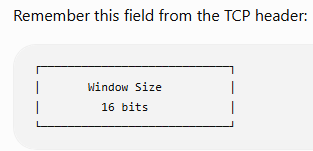 Remember this field from the TCP header:
Window Size
16 bits